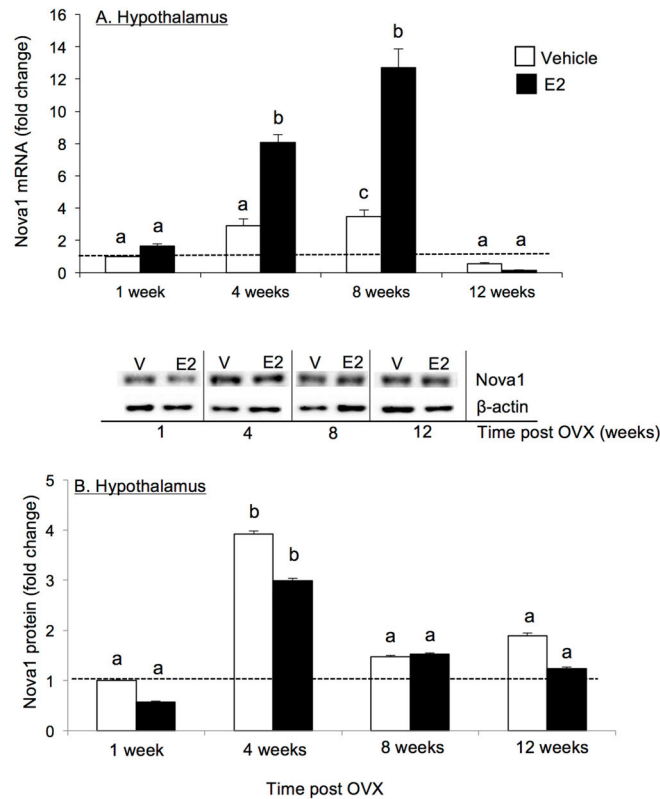 A. Hypothalamus
Nova1 mRNA (fold change)
16
14
12
10
8
6
4
2
0
Vehicle
E2
a a
a b
c b
a a
1 week 4 weeks 8 weeks 12 weeks
V E2 V E2 V E2 V E2
Nova1
β-actin
1 4 8 12 Time post OVX (weeks)
B. Hypothalamus
Nova1 protein (fold change)
5
4
3
2
1
0
a a
b b
a a
a a
1 week 4 weeks 8 weeks 12 weeks
Time post OVX